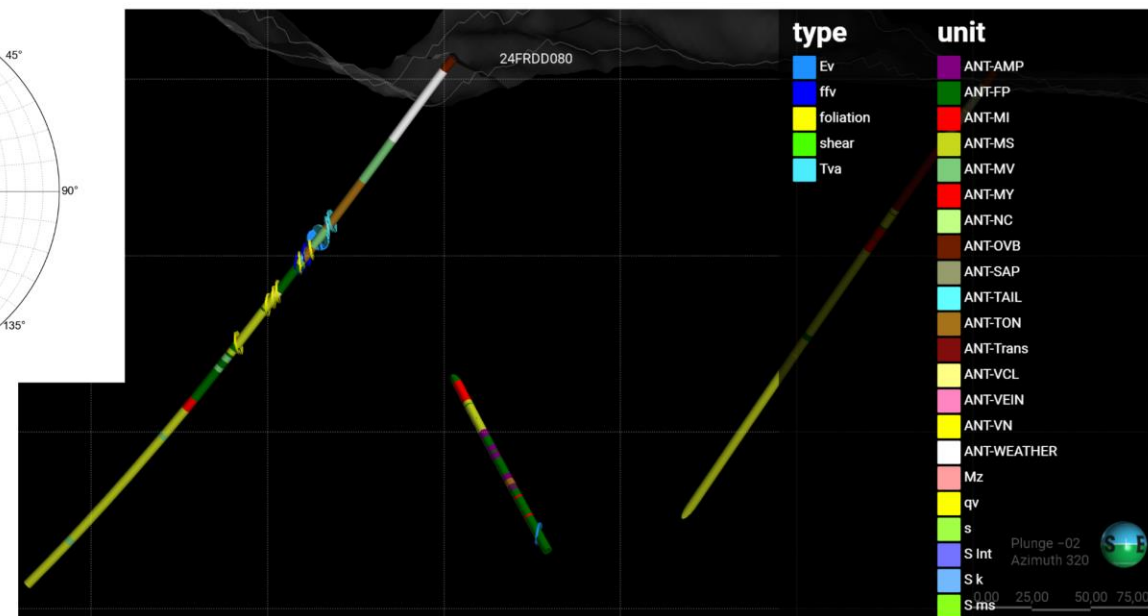 45°
90°
135°
24FRDD080
type
Ev
ffv
foliation
shear
Tva
unit
ANT-AMP
ANT-FP
ANT-MI
ANT-MS
ANT-MV
ANT-MY
ANT-NC
ANT-OVB
ANT-SAP
ANT-TAIL
ANT-TON
ANT-Trans
ANT-VCL
ANT-VEIN
ANT-VN
ANT-WEATHER
Mz
qv
s
S Int
S k
S ms
Plunge −02
Azimuth 320
S E
0,00 25,00 50,00 75,00